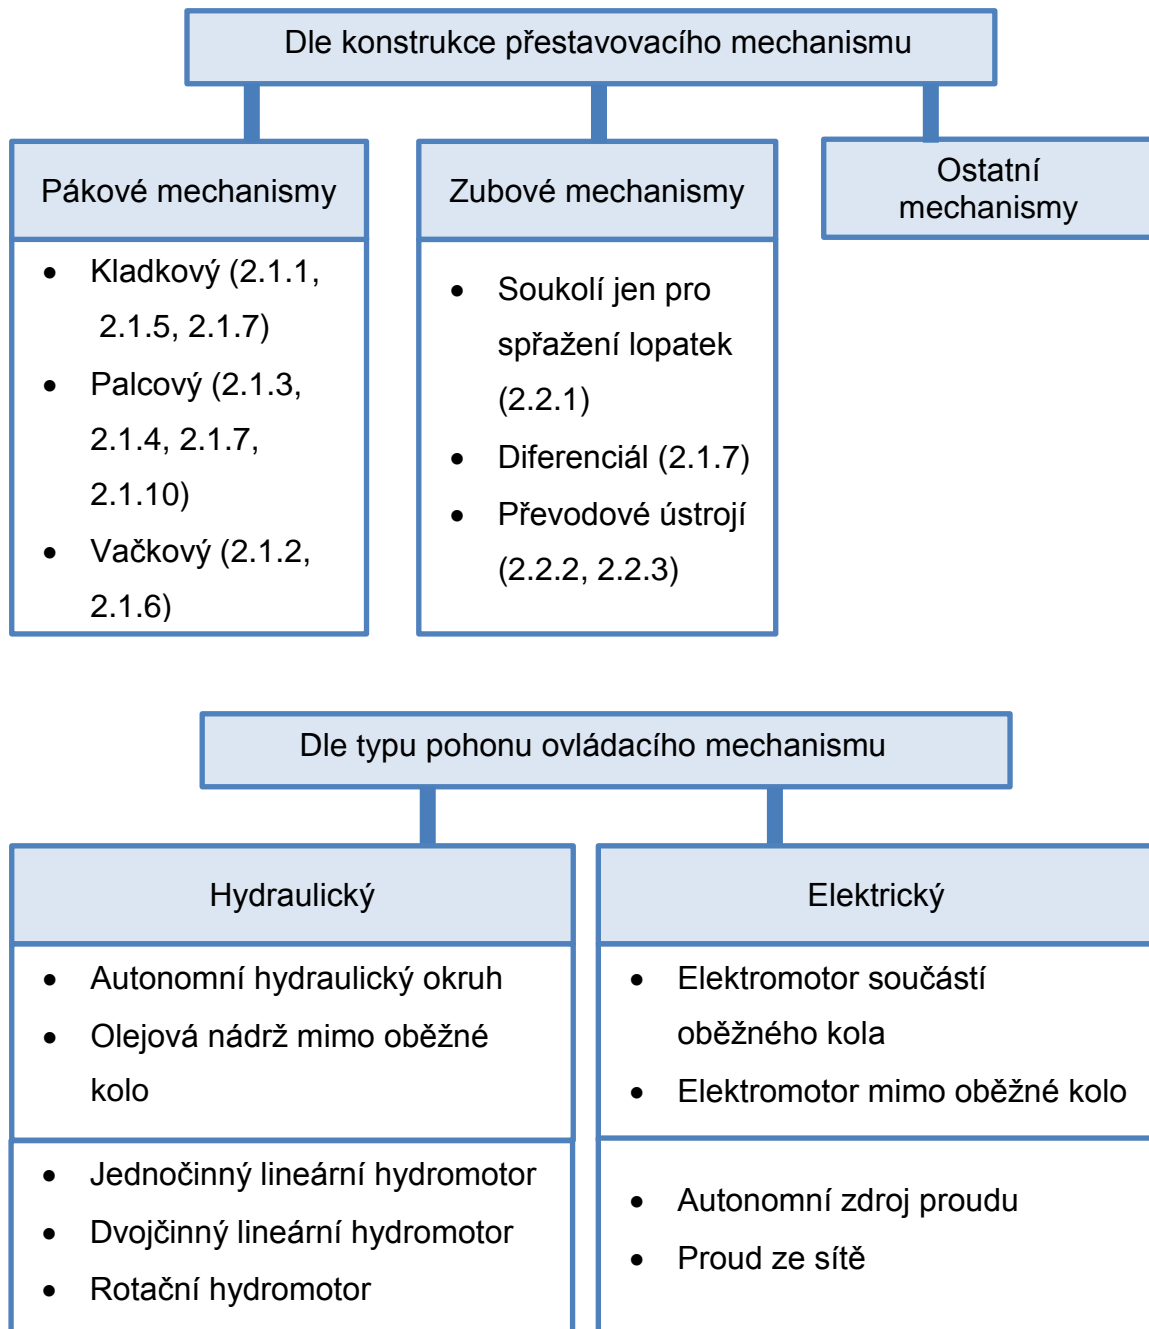 Dle konstrukce přestavovacího mechanismu
Pákové mechanismy
• Kladkový (2.1.1,
2.1.5, 2.1.7)
• Palcový (2.1.3,
2.1.4, 2.1.7,
2.1.10)
• Vačkový (2.1.2,
2.1.6)
Zubové mechanismy
• Soukolí jen pro
spřažení lopatek
(2.2.1)
• Diferenciál (2.1.7)
• Převodové ústrojí
(2.2.2, 2.2.3)
Ostatní
mechanismy
Dle typu pohonu ovládacího mechanismu
Hydraulický
• Autonomní hydraulický okruh
• Olejová nádrž mimo oběžné
kolo
• Jednočinný lineární hydromotor
• Dvojčinný lineární hydromotor
• Rotační hydromotor
Elektrický
• Elektromotor součástí
oběžného kola
• Elektromotor mimo oběžné kolo
• Autonomní zdroj proudu
• Proud ze sítě